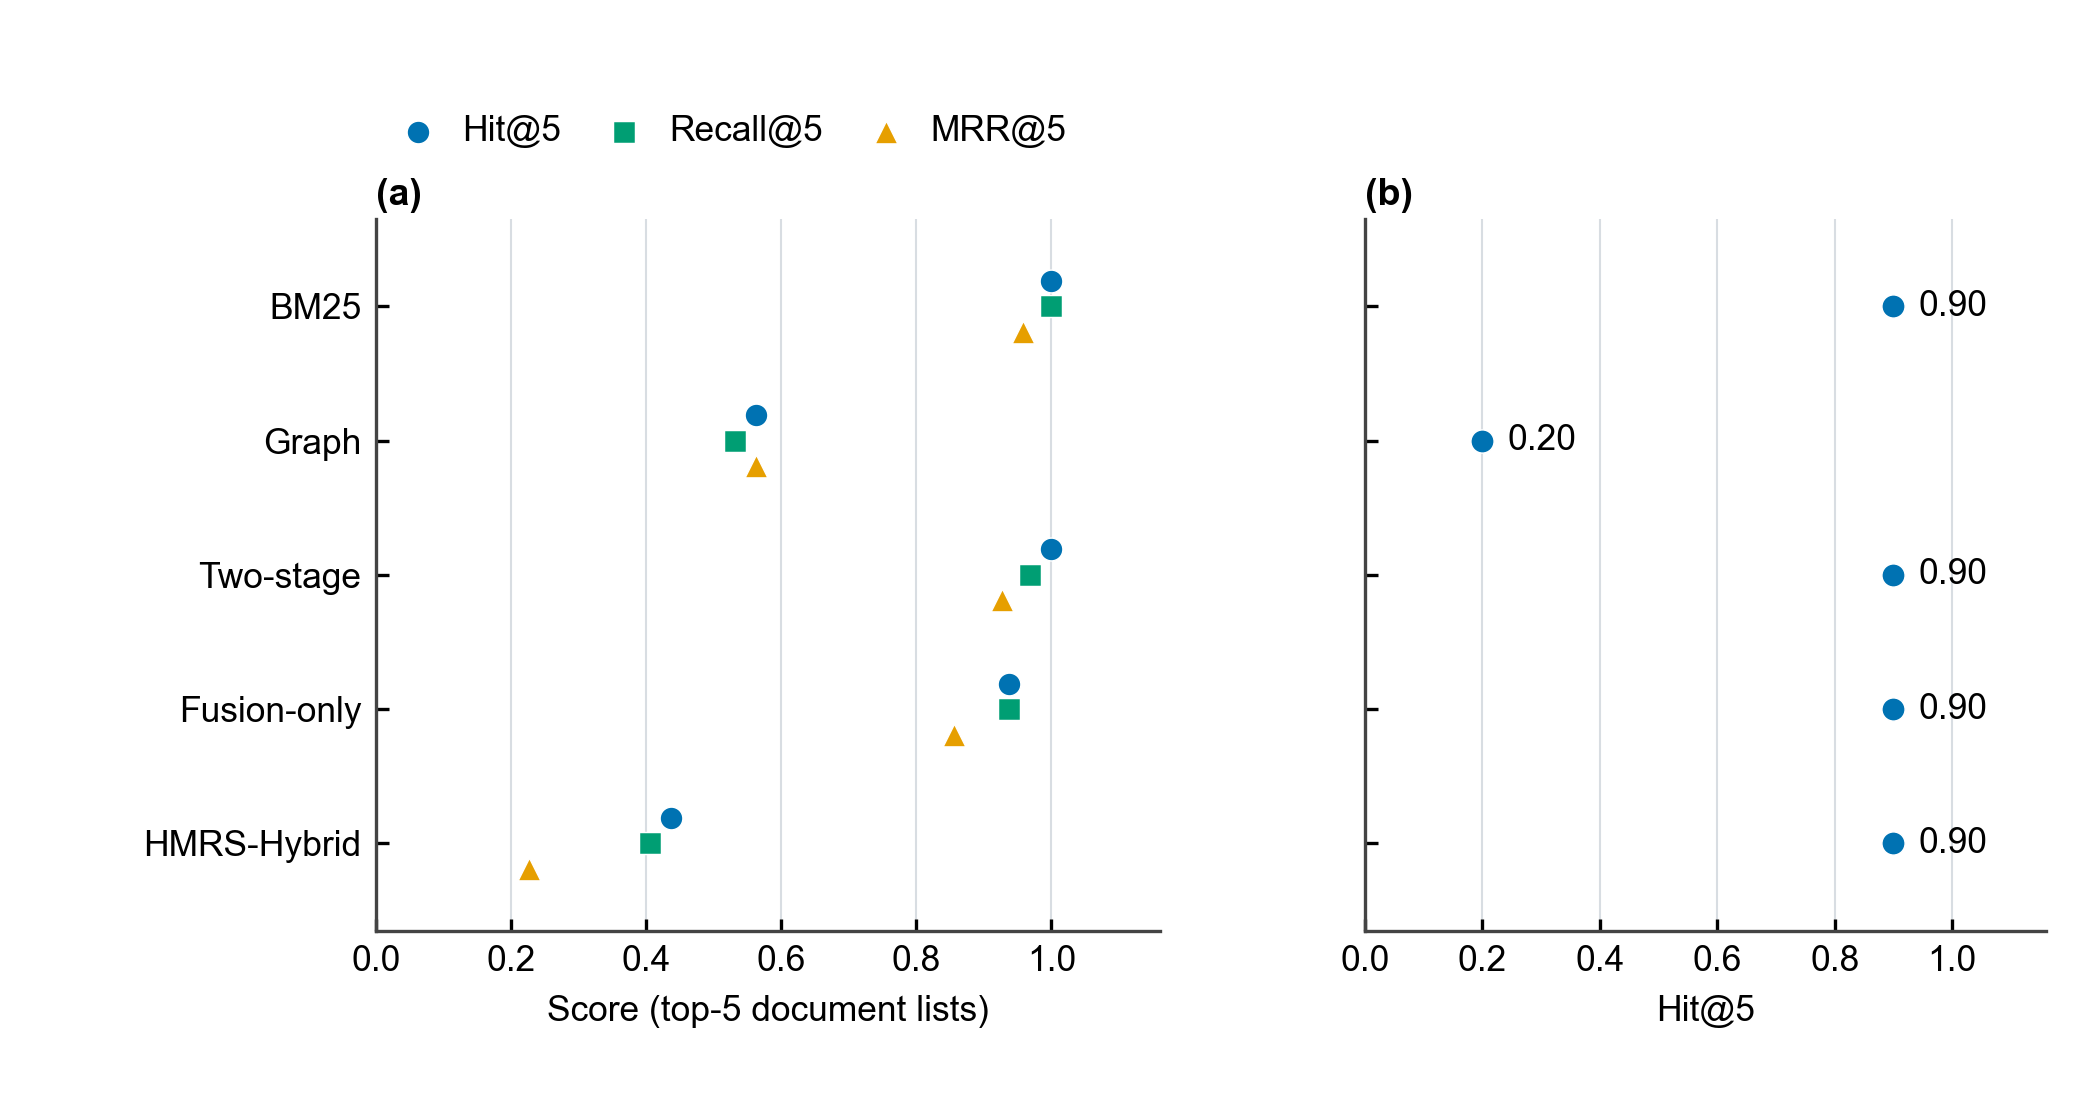 Hit@5 Recall@5 MRR@5
(a)
BM25
Graph
Two-stage
Fusion-only
HMRS-Hybrid
0.0 0.2 0.4 0.6 0.8 1.0
Score (top-5 document lists)
(b)
0.90
0.20
0.90
0.90
0.90
0.0 0.2 0.4 0.6 0.8 1.0
Hit@5